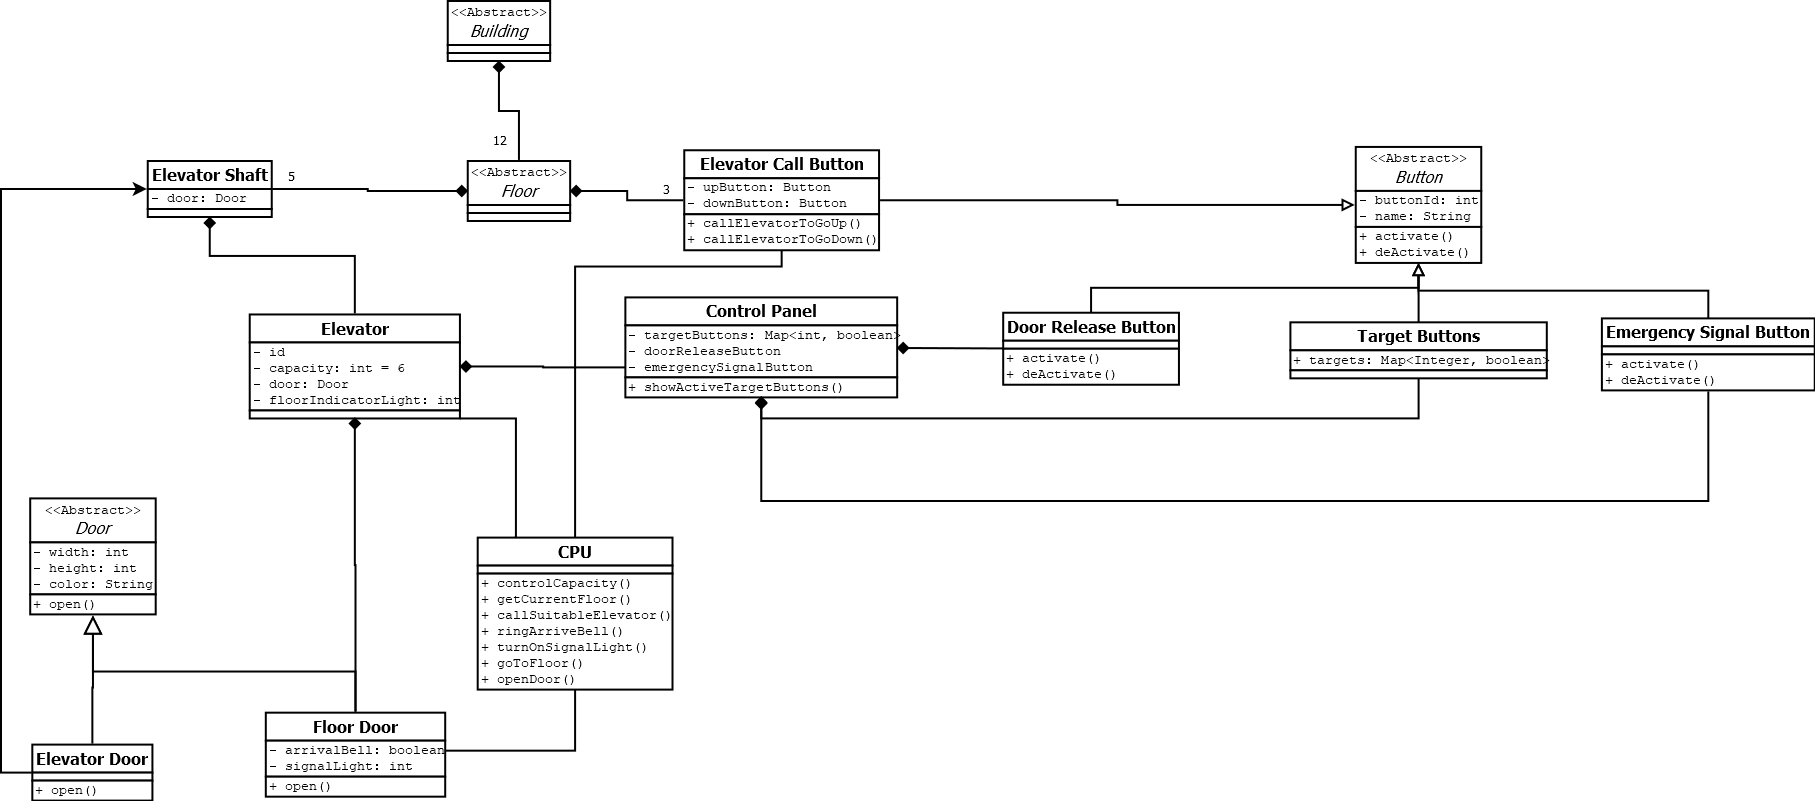 <<Abstract>>
Building
12
Elevator Shaft
- door: Door
5
<<Abstract>>
Floor
3
Elevator Call Button
- upButton: Button
- downButton: Button
+ callElevatorToGoUp()
+ callElevatorToGoDown()
<<Abstract>>
Button
- buttonId: int
- name: String
+ activate()
+ deActivate()
Elevator
- id
- capacity: int = 6
- door: Door
- floorIndicatorLight: int
Control Panel
- targetButtons: Map<int, boolean>
- doorReleaseButton
- emergencySignalButton
+ showActiveTargetButtons()
Door Release Button
+ activate()
+ deActivate()
Target Buttons
+ targets: Map<Integer, boolean>
Emergency Signal Button
+ activate()
+ deActivate()
<<Abstract>>
Door
- width: int
- height: int
- color: String
+ open()
CPU
+ controlCapacity()
+ getCurrentFloor()
+ callSuitableElevator()
+ ringArriveBell()
+ turnOnSignalLight()
+ goToFloor()
+ openDoor()
Elevator Door
+ open()
Floor Door
- arrivalBell: boolean
- signalLight: int
+ open()